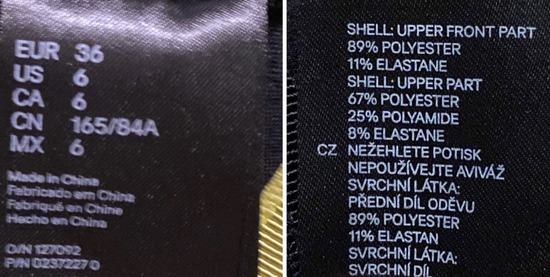 EUR 36
US 6
CA 6
CN 165/84A
MX 6
Made in China
Fabricado em China
Fabriqué en Chine
Hecho en China
O/N 127092
P/N 0237227 0
SHELL: UPPER FRONT PART
89% POLYESTER
11% ELASTANE
SHELL: UPPER PART
67% POLYESTER
25% POLYAMIDE
8% ELASTANE
CZ NEŽEHLETE POTISK
NEPOUŽÍVEJTE AVIVÁŽ
SVRCHNÍ LÁTKA:
PŘEDNÍ DÍL ODĚVU
89% POLYESTER
11% ELASTAN
SVRCHNÍ LÁTKA:
SVRCHNÍ DÍL